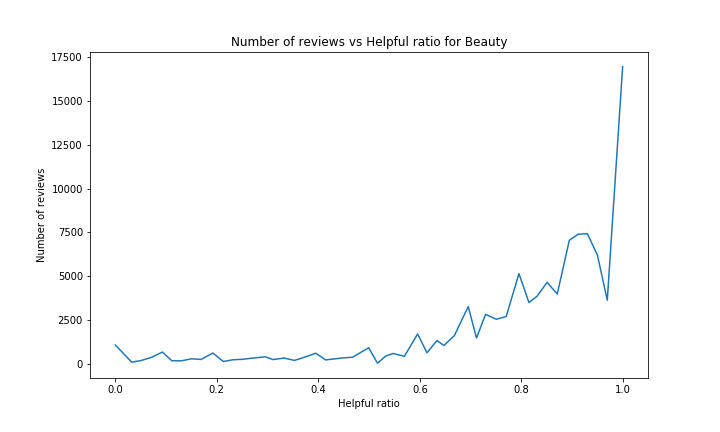 Number of reviews vs Helpful ratio for Beauty
17500
15000
12500
10000
7500
5000
2500
0
Number of reviews
0.0 0.2 0.4 0.6 0.8 1.0
Helpful ratio